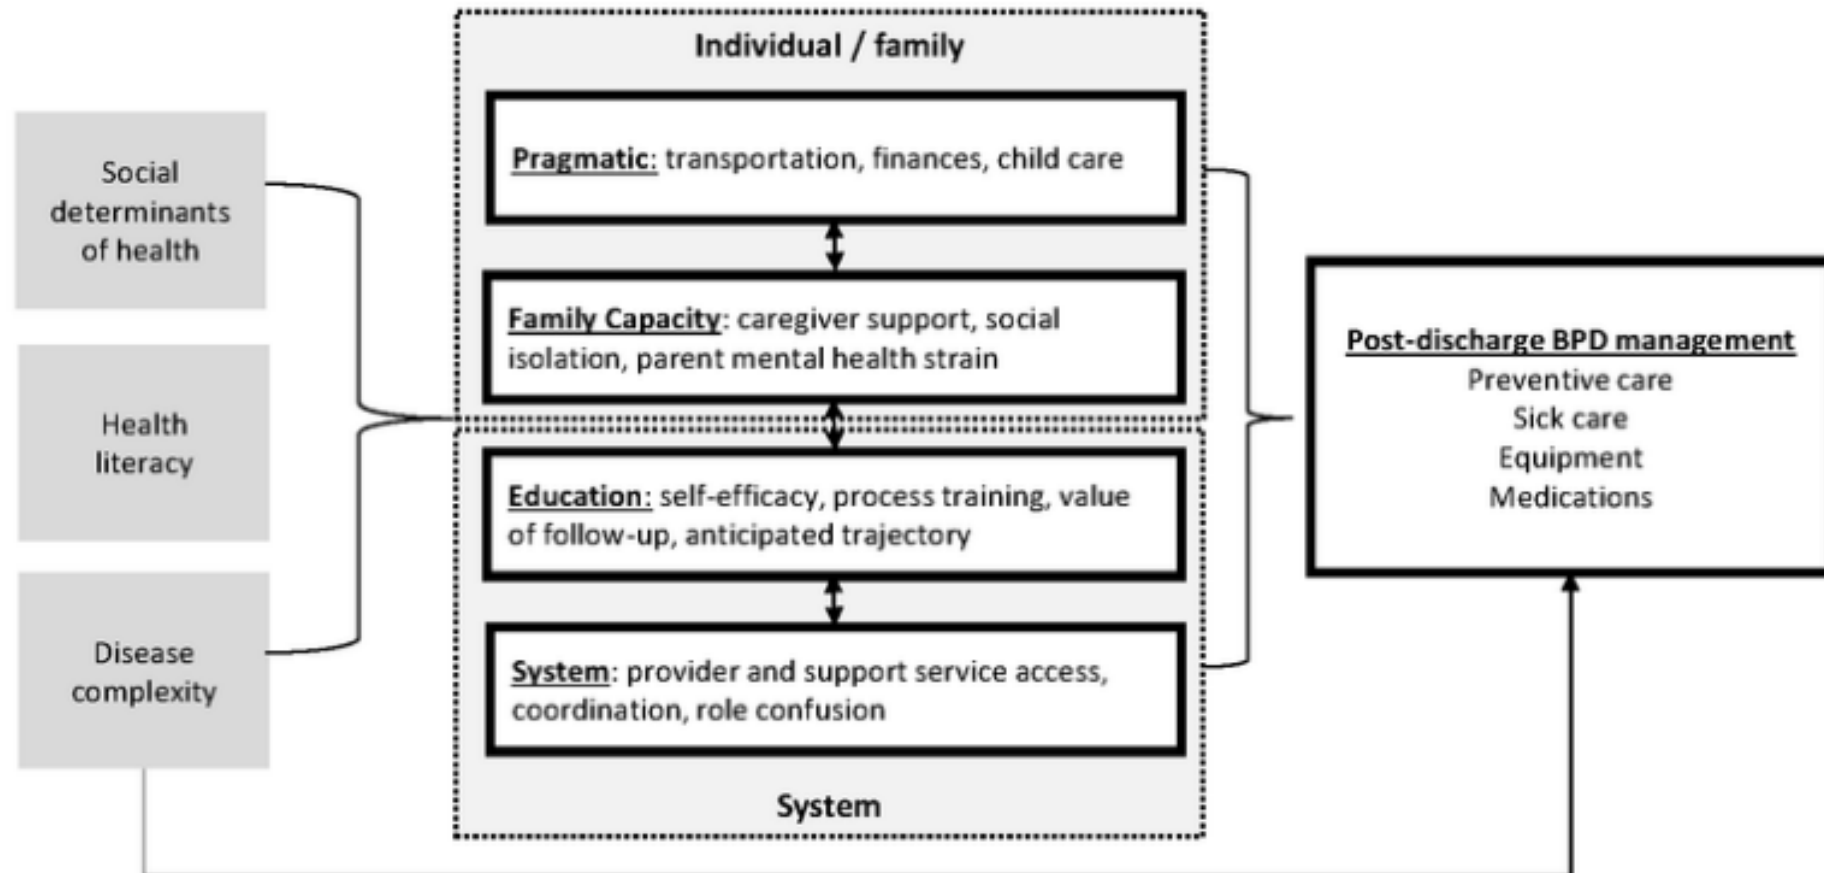 Individual / family
Social
determinants
of health
Health
literacy
Disease
complexity
Pragmatic: transportation, finances, child care
Family Capacity: caregiver support, social
isolation, parent mental health strain
Education: self-efficacy, process training, value
of follow-up, anticipated trajectory
System: provider and support service access,
coordination, role confusion
System
Post-discharge BPD management
Preventive care
Sick care
Equipment
Medications